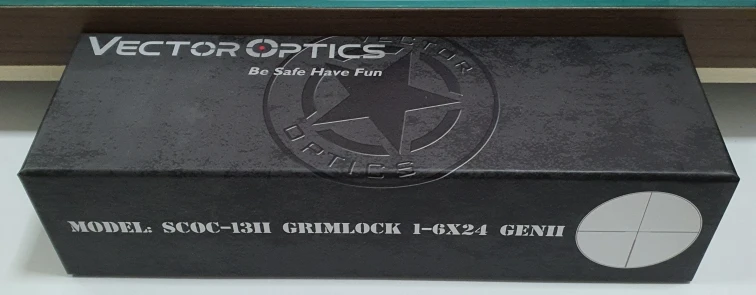 VECTOR OPTICS
Be Safe Have Fun
VECTOR
OPTICS
MODEL: SCOC-13II GRIMLOCK 1-6X24 GENII